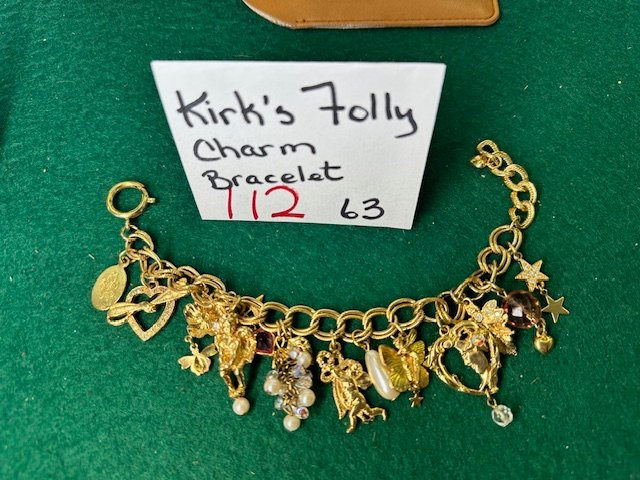 Kirk's Folly
Charm
Bracelet
112 63